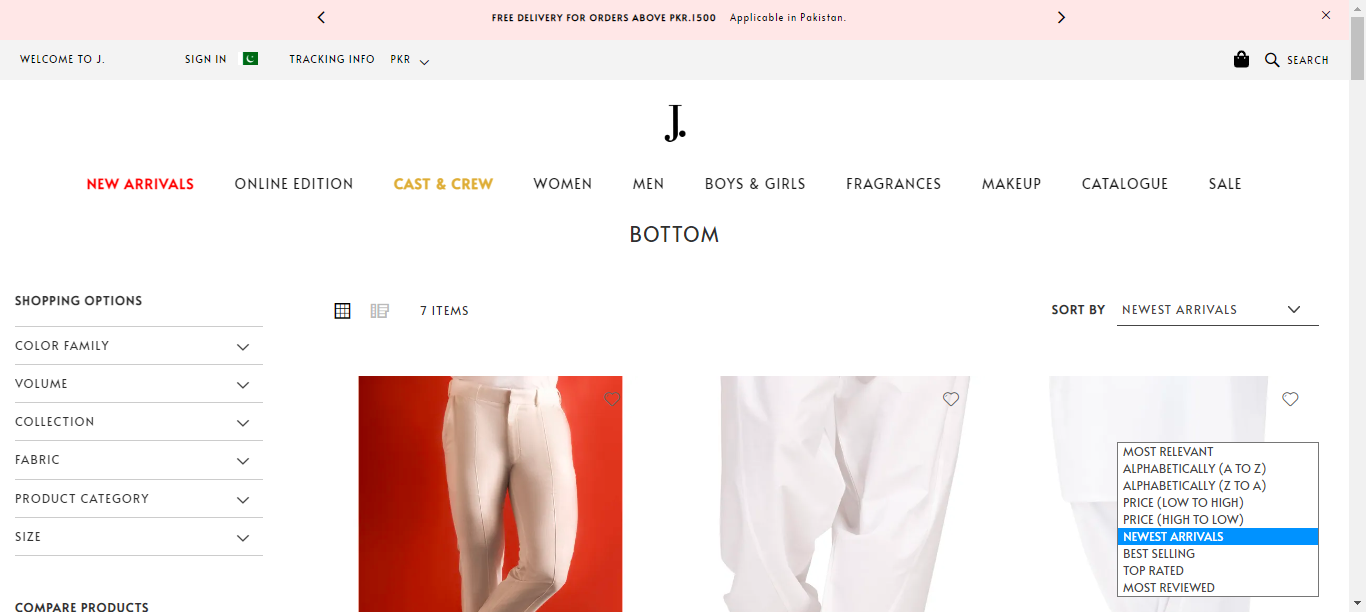 FREE DELIVERY FOR ORDERS ABOVE PKR.1500 Applicable in Pakistan.
WELCOME TO J. SIGN IN TRACKING INFO PKR SEARCH
J.
NEW ARRIVALS ONLINE EDITION CAST & CREW WOMEN MEN BOYS & GIRLS FRAGRANCES MAKEUP CATALOGUE SALE
BOTTOM
SHOPPING OPTIONS
COLOR FAMILY
VOLUME
COLLECTION
FABRIC
PRODUCT CATEGORY
SIZE
COMPARE PRODUCTS
7 ITEMS
SORT BY NEWEST ARRIVALS
MOST RELEVANT
ALPHABETICALLY (A TO Z)
ALPHABETICALLY (Z TO A)
PRICE (LOW TO HIGH)
PRICE (HIGH TO LOW)
NEWEST ARRIVALS
BEST SELLING
TOP RATED
MOST REVIEWED